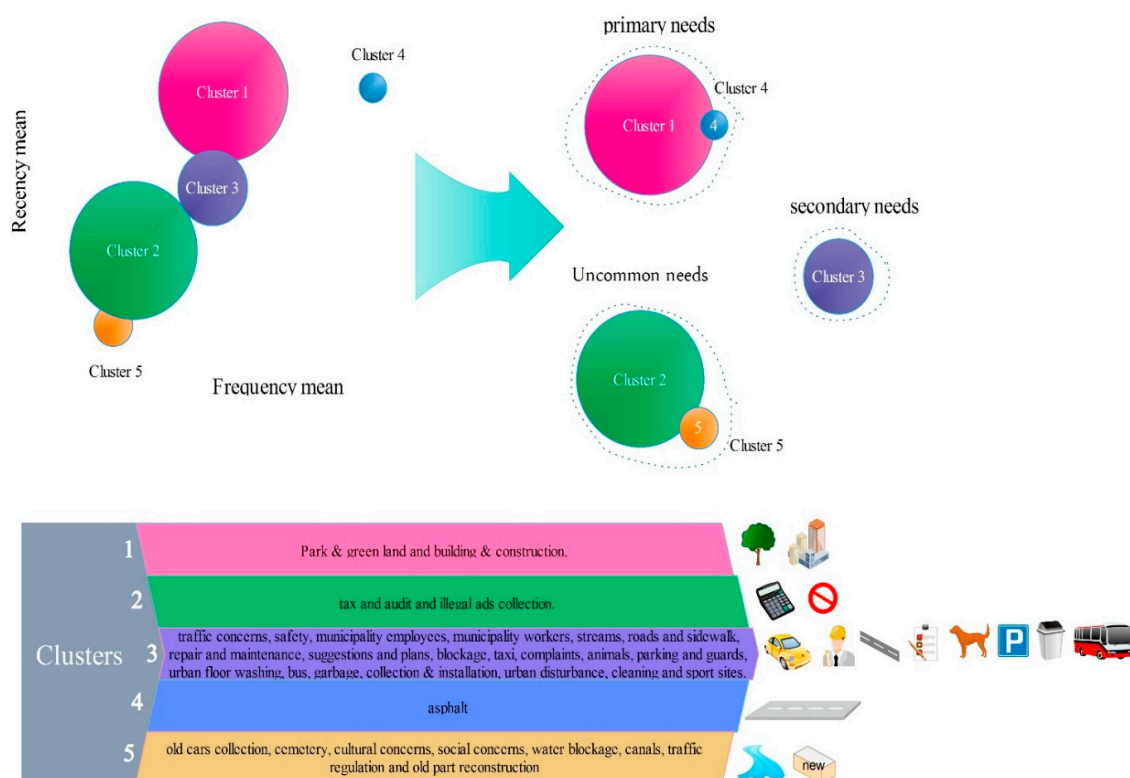 primary needs
Cluster 4
Cluster 4
Cluster 1
Cluster 1
4
Recency mean
Cluster 3
secondary needs
Cluster 2
Uncommon needs
Cluster 3
Cluster 5
Cluster 2
Frequency mean
5
Cluster 5
Clusters
1
Park & green land and building & construction.
2
tax and audit and illegal ads collection.
3
traffic concerns, safety, municipality employees, municipality workers, streams, roads and sidewalk,
repair and maintenance, suggestions and plans, blockage, taxi, complaints, animals, parking and guards,
urban floor washing, bus, garbage, collection & installation, urban disturbance, cleaning and sport sites.
P
4
asphalt
5
old cars collection, cemetery, cultural concerns, social concerns, water blockage, canals, traffic
regulation and old part reconstruction
new